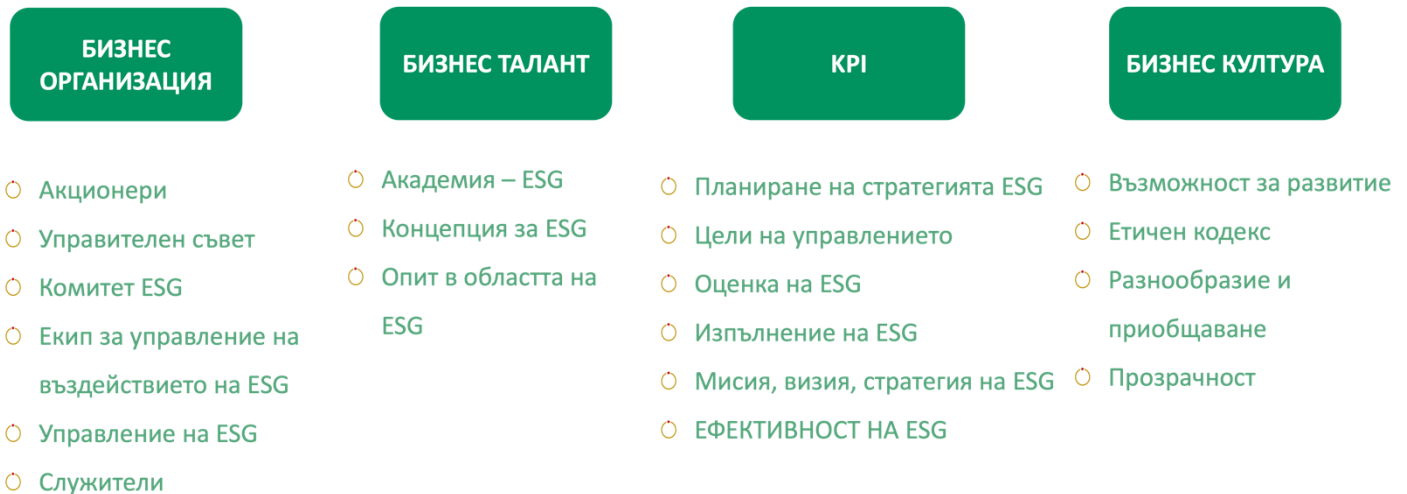 БИЗНЕС
ОРГАНИЗАЦИЯ
Акционери
Управителен съвет
Комитет ESG
Екип за управление на
въздействието на ESG
Управление на ESG
Служители
БИЗНЕС ТАЛАНТ
Академия – ESG
Концепция за ESG
Опит в областта на
ESG
KPI
Планиране на стратегията ESG
Цели на управлението
Оценка на ESG
Изпълнение на ESG
Мисия, визия, стратегия на ESG
ЕФЕКТИВНОСТ НА ESG
БИЗНЕС КУЛТУРА
Възможност за развитие
Етичен кодекс
Разнообразие и
приобщаване
Прозрачност